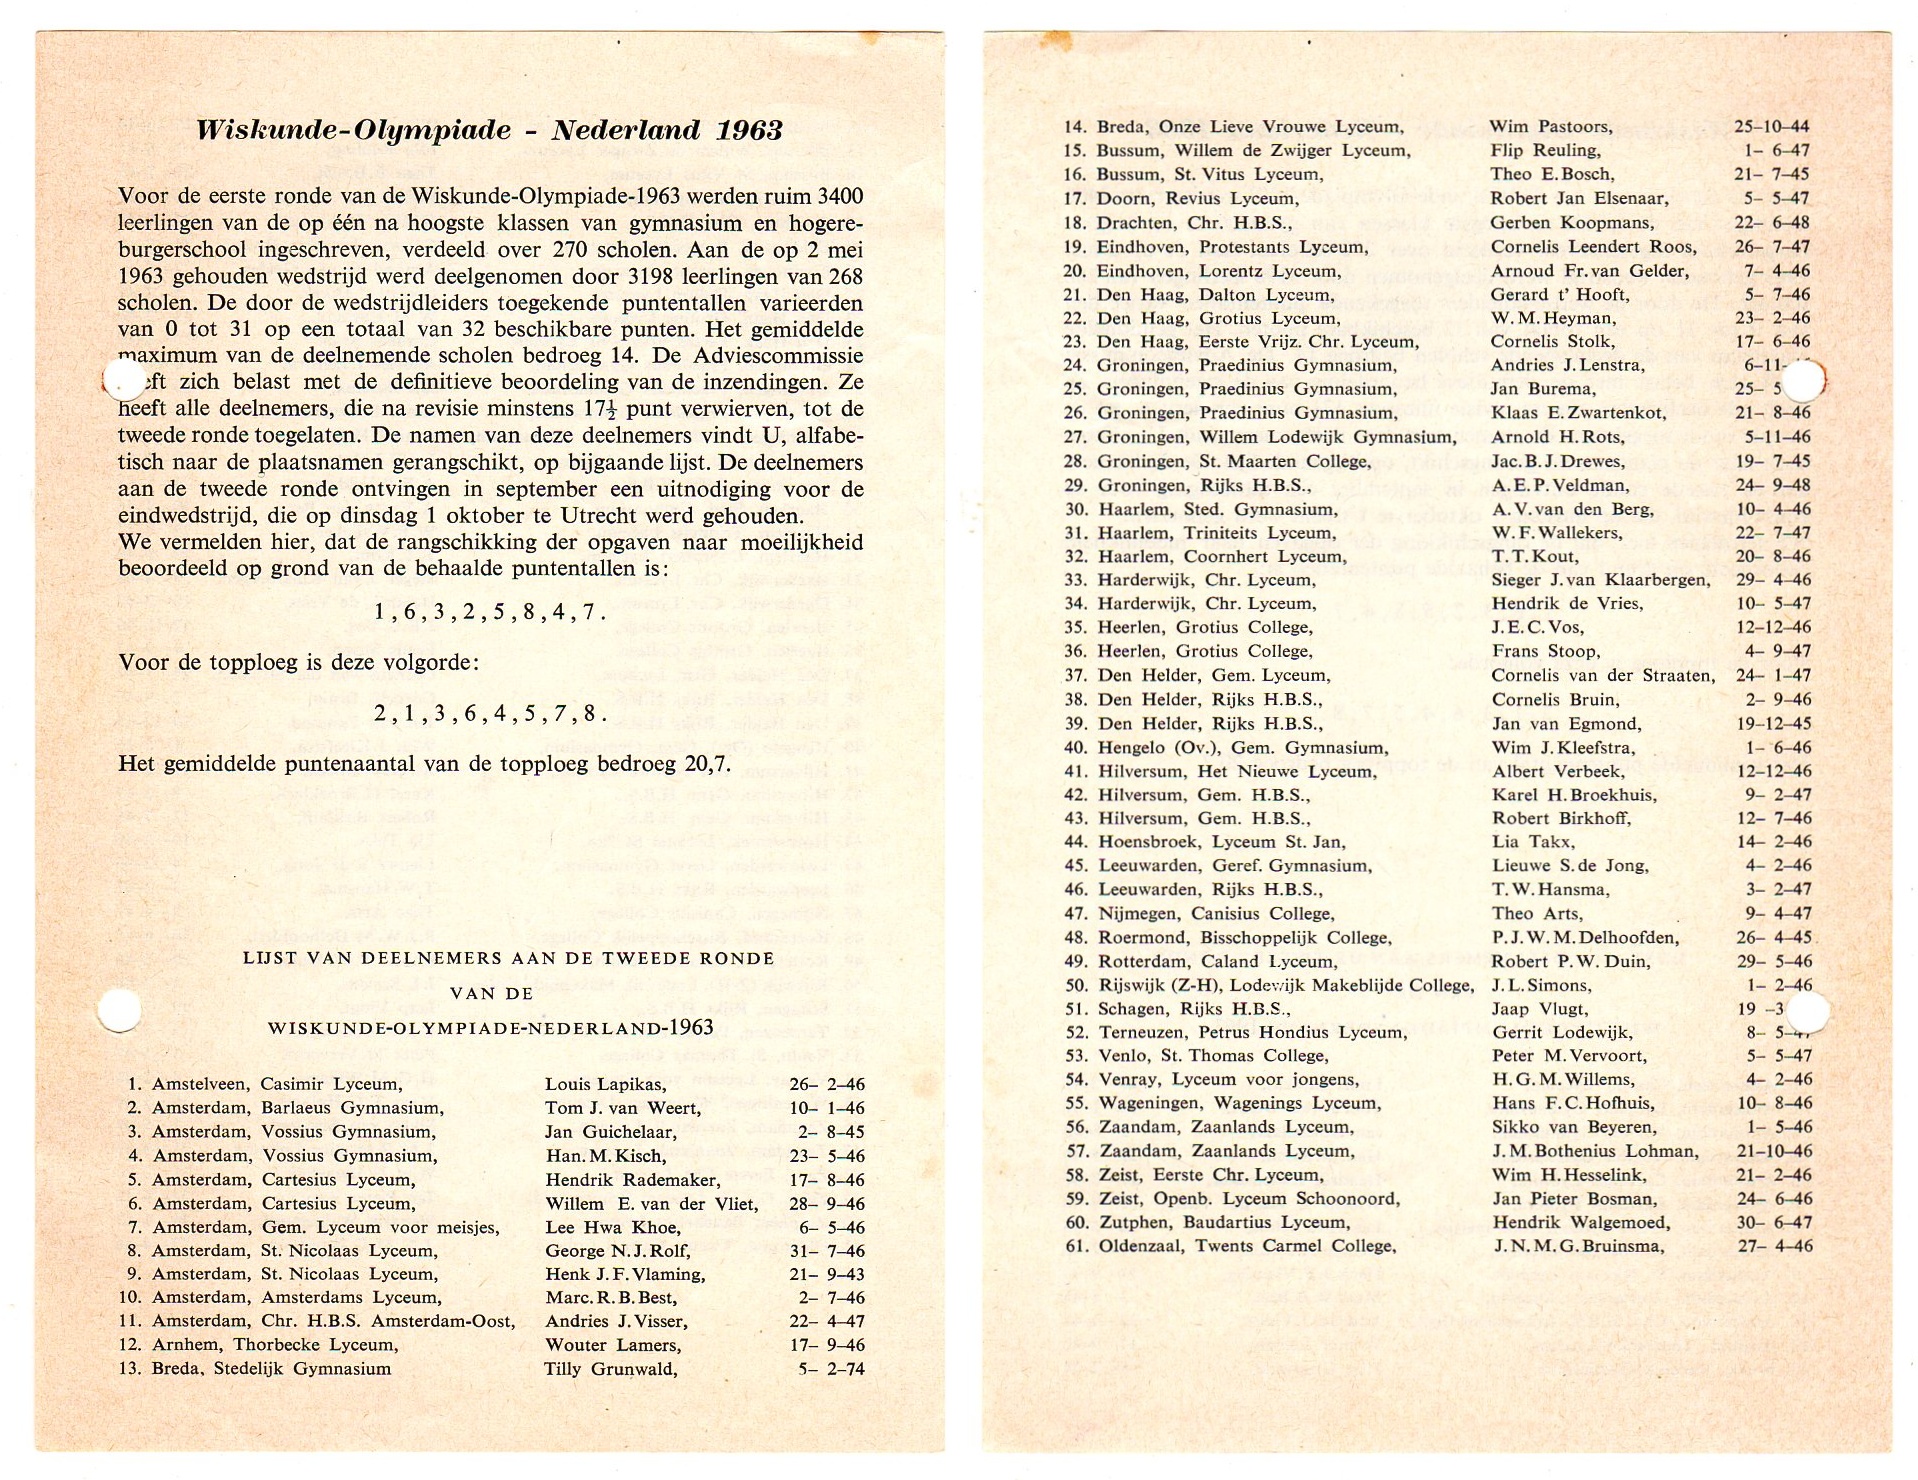 Wiskunde-Olympiade - Nederland 1963
Voor de eerste ronde van de Wiskunde-Olympiade-1963 werden ruim 3400
leerlingen van de op één na hoogste klassen van gymnasium en hogere-
burgerschool ingeschreven, verdeeld over 270 scholen. Aan de op 2 mei
1963 gehouden wedstrijd werd deelgenomen door 3198 leerlingen van 268
scholen. De door de wedstrijdleiders toegekende puntentallen varieerden
van 0 tot 31 op een totaal van 32 beschikbare punten. Het gemiddelde
maximum van de deelnemende scholen bedroeg 14. De Adviescommissie
zich belast met de definitieve beoordeling van de inzendingen. Ze
heeft alle deelnemers, die na revisie minstens 17½ punt verwierven, tot de
tweede ronde toegelaten. De namen van deze deelnemers vindt U, alfabe-
tisch naar de plaatsnamen gerangschikt, op bijgaande lijst. De deelnemers
aan de tweede ronde ontvingen in september een uitnodiging voor de
eindwedstrijd, die op dinsdag 1 oktober te Utrecht werd gehouden.
We vermelden hier, dat de rangschikking der opgaven naar moeilijkheid
beoordeeld op grond van de behaalde puntentallen is:
1, 6, 3, 2, 5, 8, 4, 7.
Voor de topploeg is deze volgorde:
2, 1, 3, 6, 4, 5, 7, 8.
Het gemiddelde puntenaantal van de topploeg bedroeg 20,7.
LIJST VAN DEELNEMERS AAN DE TWEEDE RONDE
VAN DE
WISKUNDE-OLYMPIADE-NEDERLAND-1963
1. Amstelveen, Casimir Lyceum, Louis Lapikas, 26– 2–46
2. Amsterdam, Barlaeus Gymnasium, Tom J. van Weert, 10– 1–46
3. Amsterdam, Vossius Gymnasium, Jan Guichelaar, 2– 8–45
4. Amsterdam, Vossius Gymnasium, Han. M. Kisch, 23– 5–46
5. Amsterdam, Cartesius Lyceum, Hendrik Rademaker, 17– 8–46
6. Amsterdam, Cartesius Lyceum, Willem E. van der Vliet, 28– 9–46
7. Amsterdam, Gem. Lyceum voor meisjes, Lee Hwa Khoe, 6– 5–46
8. Amsterdam, St. Nicolaas Lyceum, George N. J. Rolf, 31– 7–46
9. Amsterdam, St. Nicolaas Lyceum, Henk J. F. Vlaming, 21– 9–43
10. Amsterdam, Amsterdams Lyceum, Marc. R. B. Best, 2– 7–46
11. Amsterdam, Chr. H.B.S. Amsterdam-Oost, Andries J. Visser, 22– 4–47
12. Arnhem, Thorbecke Lyceum, Wouter Lamers, 17– 9–46
13. Breda, Stedelijk Gymnasium Tilly Grunwald, 5– 2–74
14. Breda, Onze Lieve Vrouwe Lyceum, Wim Pastoors, 25–10–44
15. Bussum, Willem de Zwijger Lyceum, Flip Reuling, 1– 6–47
16. Bussum, St. Vitus Lyceum, Theo E. Bosch, 21– 7–45
17. Doorn, Revius Lyceum, Robert Jan Elsenaar, 5– 5–47
18. Drachten, Chr. H.B.S., Gerben Koopmans, 22– 6–48
19. Eindhoven, Protestants Lyceum, Cornelis Leendert Roos, 26– 7–47
20. Eindhoven, Lorentz Lyceum, Arnoud Fr. van Gelder, 7– 4–46
21. Den Haag, Dalton Lyceum, Gerard t' Hooft, 5– 7–46
22. Den Haag, Grotius Lyceum, W. M. Heyman, 23– 2–46
23. Den Haag, Eerste Vrijz. Chr. Lyceum, Cornelis Stolk, 17– 6–46
24. Groningen, Praedinius Gymnasium, Andries J. Lenstra, 6–11–
25. Groningen, Praedinius Gymnasium, Jan Burema, 25– 5
26. Groningen, Praedinius Gymnasium, Klaas E. Zwartenkot, 21– 8–46
27. Groningen, Willem Lodewijk Gymnasium, Arnold H. Rots, 5–11–46
28. Groningen, St. Maarten College, Jac. B. J. Drewes, 19– 7–45
29. Groningen, Rijks H.B.S., A. E. P. Veldman, 24– 9–48
30. Haarlem, Sted. Gymnasium, A. V. van den Berg, 10– 4–46
31. Haarlem, Triniteits Lyceum, W. F. Wallekers, 22– 7–47
32. Haarlem, Coornhert Lyceum, T. T. Kout, 20– 8–46
33. Harderwijk, Chr. Lyceum, Sieger J. van Klaarbergen, 29– 4–46
34. Harderwijk, Chr. Lyceum, Hendrik de Vries, 10– 5–47
35. Heerlen, Grotius College, J. E. C. Vos, 12–12–46
36. Heerlen, Grotius College, Frans Stoop, 4– 9–47
37. Den Helder, Gem. Lyceum, Cornelis van der Straaten, 24– 1–47
38. Den Helder, Rijks H.B.S., Cornelis Bruin, 2– 9–46
39. Den Helder, Rijks H.B.S., Jan van Egmond, 19–12–45
40. Hengelo (Ov.), Gem. Gymnasium, Wim J. Kleefstra, 1– 6–46
41. Hilversum, Het Nieuwe Lyceum, Albert Verbeek, 12–12–46
42. Hilversum, Gem. H.B.S., Karel H. Broekhuis, 9– 2–47
43. Hilversum, Gem. H.B.S., Robert Birkhoff, 12– 7–46
44. Hoensbroek, Lyceum St. Jan, Lia Takx, 14– 2–46
45. Leeuwarden, Geref. Gymnasium, Lieuwe S. de Jong, 4– 2–46
46. Leeuwarden, Rijks H.B.S., T. W. Hansma, 3– 2–47
47. Nijmegen, Canisius College, Theo Arts, 9– 4–47
48. Roermond, Bisschoppelijk College, P. J. W. M. Delhoofden, 26– 4–45
49. Rotterdam, Caland Lyceum, Robert P. W. Duin, 29– 5–46
50. Rijswijk (Z-H), Lodewijk Makeblijde College, J. L. Simons, 1– 2–46
51. Schagen, Rijks H.B.S., Jaap Vlugt, 19 –3
52. Terneuzen, Petrus Hondius Lyceum, Gerrit Lodewijk, 8– 5–47
53. Venlo, St. Thomas College, Peter M. Vervoort, 5– 5–47
54. Venray, Lyceum voor jongens, H. G. M. Willems, 4– 2–46
55. Wageningen, Wagenings Lyceum, Hans F. C. Hofhuis, 10– 8–46
56. Zaandam, Zaanlands Lyceum, Sikko van Beyeren, 1– 5–46
57. Zaandam, Zaanlands Lyceum, J. M. Bothenius Lohman, 21–10–46
58. Zeist, Eerste Chr. Lyceum, Wim H. Hesselink, 21– 2–46
59. Zeist, Openb. Lyceum Schoonoord, Jan Pieter Bosman, 24– 6–46
60. Zutphen, Baudartius Lyceum, Hendrik Walgemoed, 30– 6–47
61. Oldenzaal, Twents Carmel College, J. N. M. G. Bruinsma, 27– 4–46